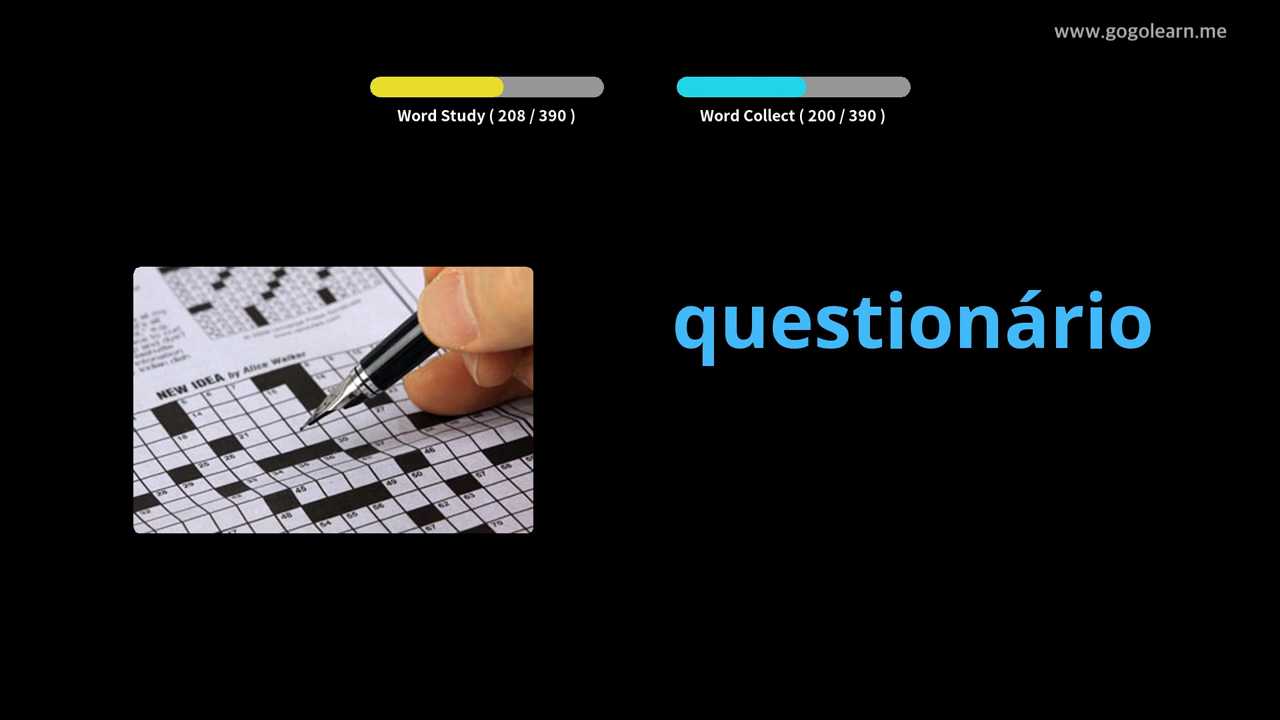 www.gogolearn.me
Word Study ( 208 / 390 )
Word Collect ( 200 / 390 )
questionário
NEW IDEA by Alice Walker